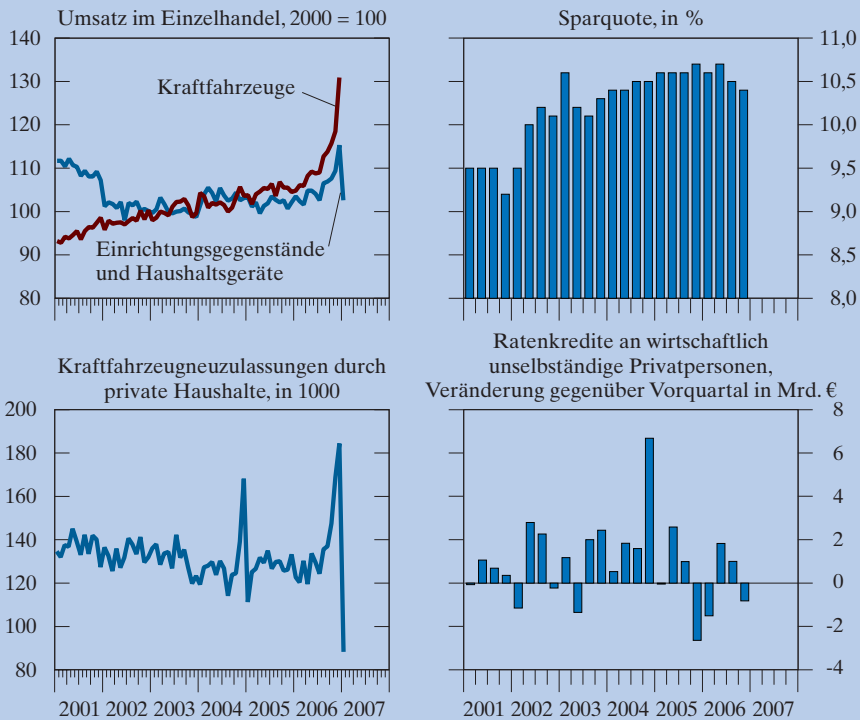 Umsatz im Einzelhandel, 2000 = 100
140
130
120
110
100
90
80
Kraftfahrzeuge
Einrichtungsgegenstände
und Haushaltsgeräte
Sparquote, in %
11,0
10,5
10,0
9,5
9,0
8,5
8,0
Kraftfahrzeugneuzulassungen durch
private Haushalte, in 1000
200
180
160
140
120
100
80
2001 2002 2003 2004 2005 2006 2007
Ratenkredite an wirtschaftlich
unselbständige Privatpersonen,
Veränderung gegenüber Vorquartal in Mrd. €
8
6
4
2
0
-2
-4
2001 2002 2003 2004 2005 2006 2007